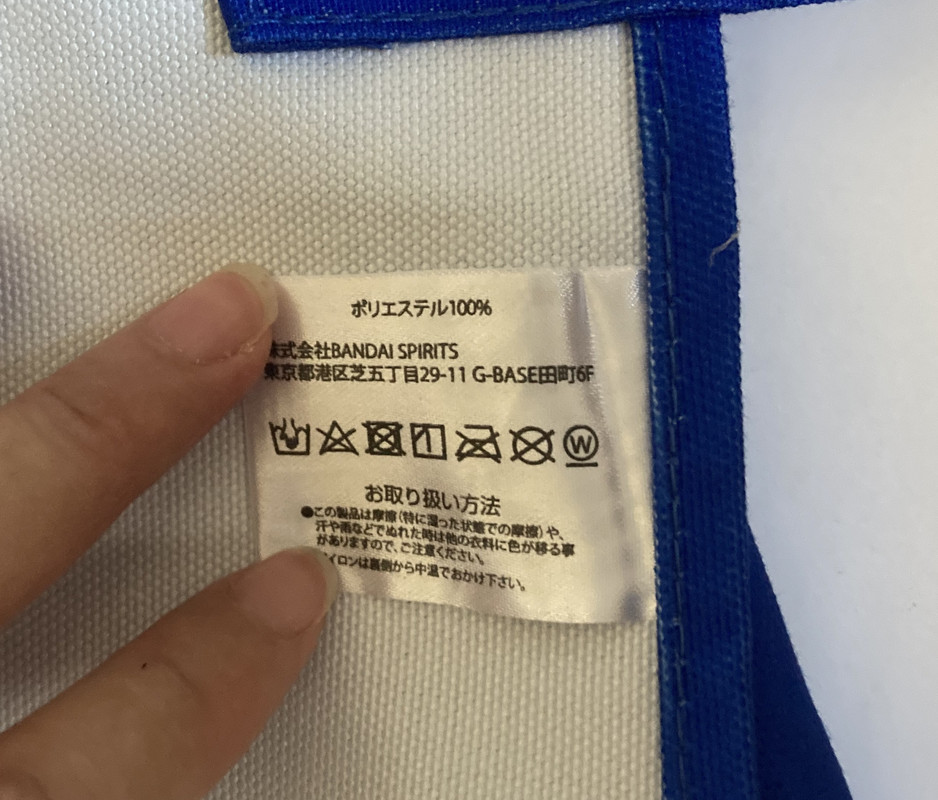 ポリエステル100%
株式会社BANDAI SPIRITS
東京都港区芝五丁目29-11 G-BASE田町6F
W
お取り扱い方法
●この製品は摩擦(特に湿った状態での摩擦)や、
汗や雨などでぬれた時は他の衣料に色が移る事
がありますので、ご注意ください。
イロンは裏側から中温でおかけ下さい。